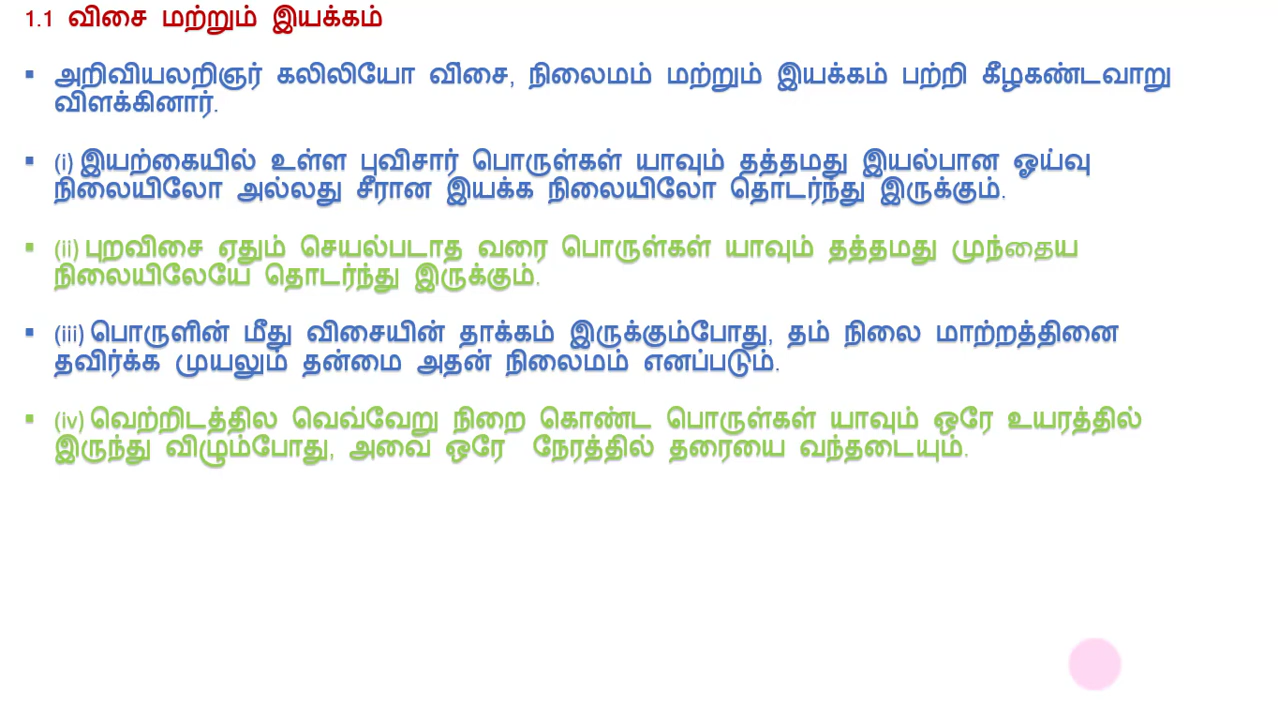 1.1 விசை மற்றும் இயக்கம்
▪ அறிவியலறிஞர் கலிலியோ விசை, நிலைமம் மற்றும் இயக்கம் பற்றி கீழகண்டவாறு
விளக்கினார்.
▪ (i) இயற்கையில் உள்ள புவிசார் பொருள்கள் யாவும் தத்தமது இயல்பான ஓய்வு
நிலையிலோ அல்லது சீரான இயக்க நிலையிலோ தொடர்ந்து இருக்கும்.
▪ (ii) புறவிசை ஏதும் செயல்படாத வரை பொருள்கள் யாவும் தத்தமது முந்தைய
நிலையிலேயே தொடர்ந்து இருக்கும்.
▪ (iii) பொருளின் மீது விசையின் தாக்கம் இருக்கும்போது, தம் நிலை மாற்றத்தினை
தவிர்க்க முயலும் தன்மை அதன் நிலைமம் எனப்படும்.
▪ (iv) வெற்றிடத்தில வெவ்வேறு நிறை கொண்ட பொருள்கள் யாவும் ஒரே உயரத்தில்
இருந்து விழும்போது, அவை ஒரே நேரத்தில் தரையை வந்தடையும்.